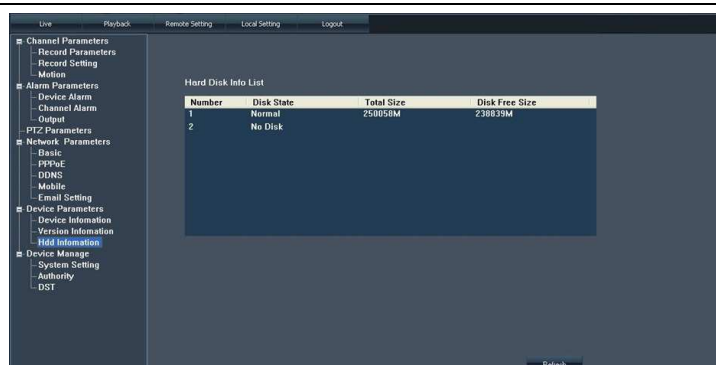 Live Playback Remote Setting Local Setting Logout
Channel Parameters
Record Parameters
Record Setting
Motion
Alarm Parameters
Device Alarm
Channel Alarm
Output
PTZ Parameters
Network Parameters
Basic
PPPoE
DDNS
Mobile
Email Setting
Device Parameters
Device Infomation
Version Infomation
Hdd Infomation
Device Manage
System Setting
Authority
DST
Hard Disk Info List
Number Disk State Total Size Disk Free Size
1 Normal 250058M 238839M
2 No Disk
Refresh